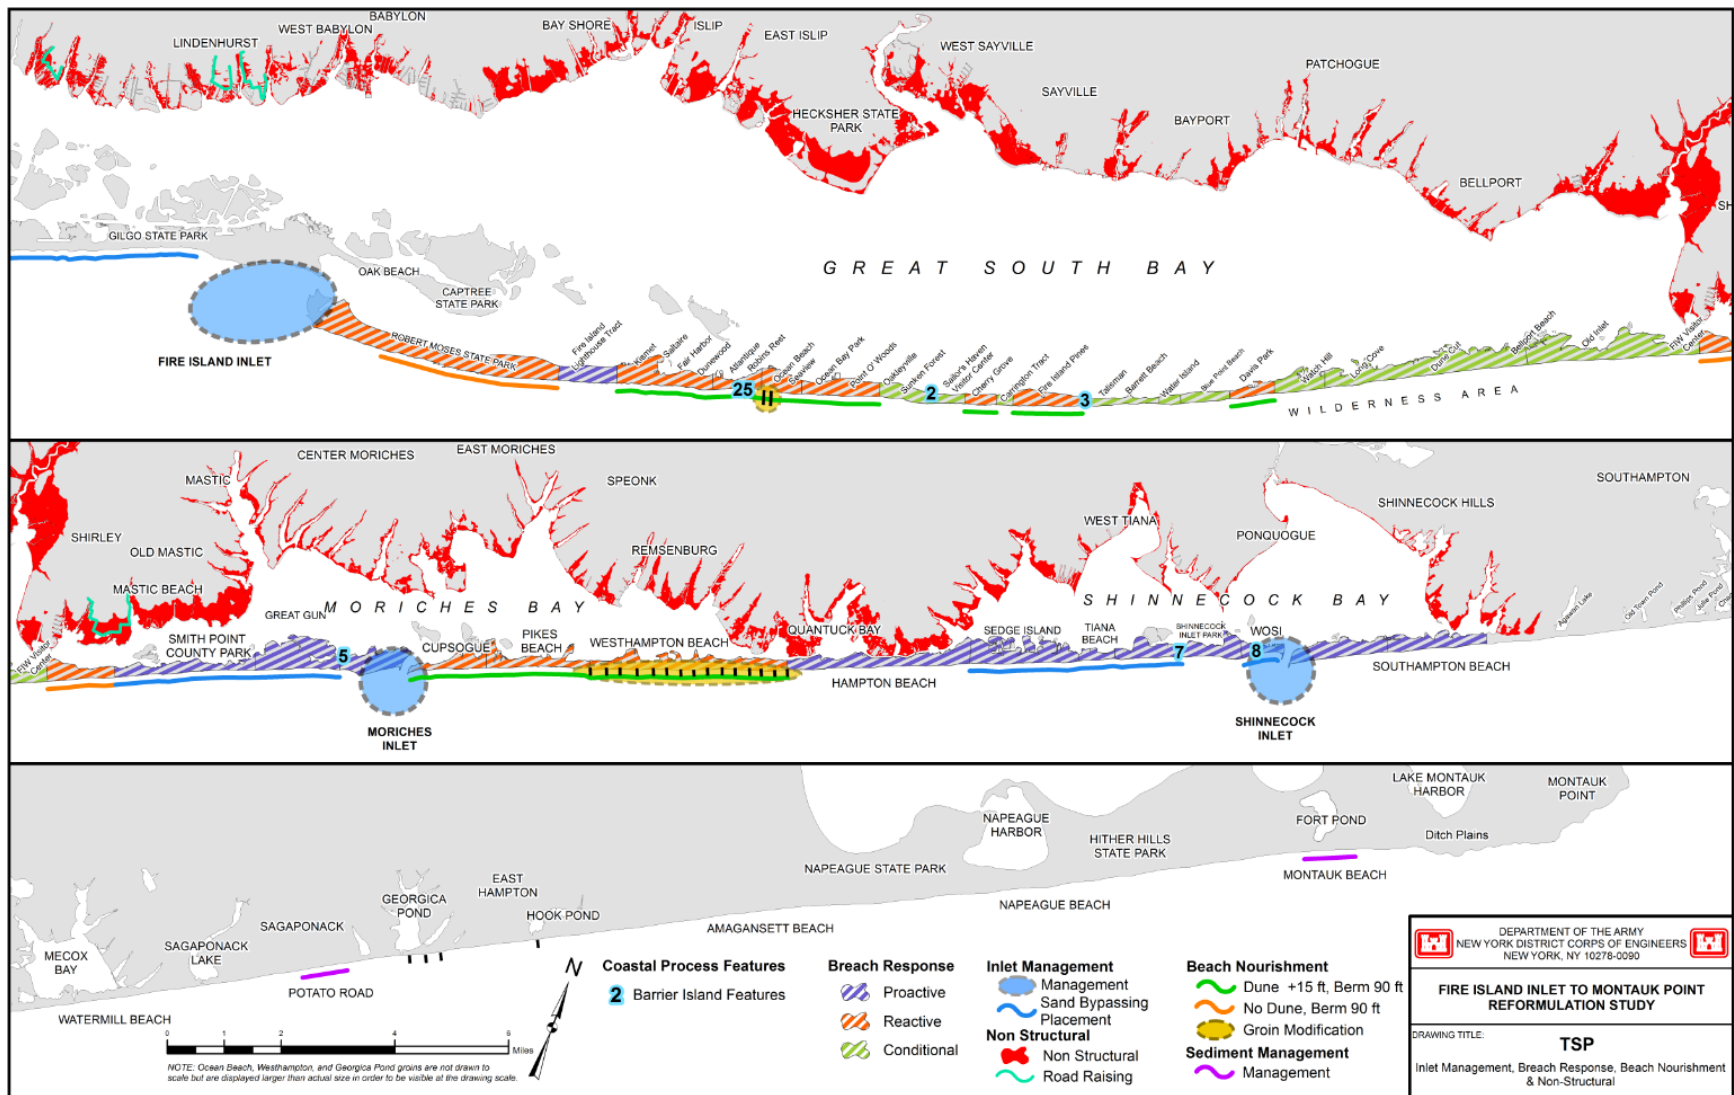 BABYLON
WEST BABYLON
LINDENHURST
BAY SHORE
ISLIP
EAST ISLIP
WEST SAYVILLE
PATCHOGUE
SAYVILLE
HECKSHER STATE
PARK
BAYPORT
BELLPORT
SH
GILGO STATE PARK
OAK BEACH
CAPTREE
STATE PARK
GREAT SOUTH BAY
FIRE ISLAND INLET
ROBERT MOSES STATE PARK
Fire Island
Lighthouse Tract
Kismet
Saltaire
Fair Harbor
Dunewood
Atlantique
Robins Rest
Ocean Beach
Seaview
Ocean Bay Park
Point O' Woods
Oakleyville
Sunken Forest
Sailor's Haven
Visitor Center
Cherry Grove
Carrington Tract
Fire Island Pines
Talisman
Barrett Beach
Water Island
Blue Point Beach
Davis Park
Watch Hill
Long Cove
Dune Cut
Bellport Beach
Old Inlet
FIW Visitor
Center
25
2
3
WILDERNESS AREA
CENTER MORICHES
EAST MORICHES
MASTIC
SPEONK
SHINNECOCK HILLS
SOUTHAMPTON
SHIRLEY
OLD MASTIC
REMSENBURG
WEST TIANA
PONQUOGUE
MASTIC BEACH
GREAT GUN
MORICHES BAY
SHINNECOCK BAY
Agawam Lake
Old Town Pond
Phillips Pond
Julie Pond
SMITH POINT
COUNTY PARK
CUPSOGUE
PIKES
BEACH
WESTHAMPTON BEACH
QUANTUCK BAY
SEDGE ISLAND
TIANA
BEACH
SHINNECOCK
INLET PARK
WOSI
FIW Visitor
Center
5
7
8
HAMPTON BEACH
SOUTHAMPTON BEACH
MORICHES
INLET
SHINNECOCK
INLET
LAKE MONTAUK
HARBOR
MONTAUK
POINT
NAPEAGUE
HARBOR
FORT POND
HITHER HILLS
STATE PARK
Ditch Plains
NAPEAGUE STATE PARK
MONTAUK BEACH
EAST
HAMPTON
GEORGICA
POND
HOOK POND
NAPEAGUE BEACH
SAGAPONACK
AMAGANSETT BEACH
SAGAPONACK
LAKE
MECOX
BAY
POTATO ROAD
WATERMILL BEACH
0 1 2 4 6
Miles
NOTE: Ocean Beach, Westhampton, and Georgica Pond groins are not drawn to
scale but are displayed larger than actual size in order to be visible at the drawing scale.
N
Coastal Process Features
2 Barrier Island Features
Breach Response
Proactive
Reactive
Conditional
Inlet Management
Management
Sand Bypassing
Placement
Non Structural
Non Structural
Road Raising
Beach Nourishment
Dune +15 ft, Berm 90 ft
No Dune, Berm 90 ft
Groin Modification
Sediment Management
Management
DEPARTMENT OF THE ARMY
NEW YORK DISTRICT CORPS OF ENGINEERS
NEW YORK, NY 10278-0090
FIRE ISLAND INLET TO MONTAUK POINT
REFORMULATION STUDY
DRAWING TITLE:
TSP
Inlet Management, Breach Response, Beach Nourishment
& Non-Structural